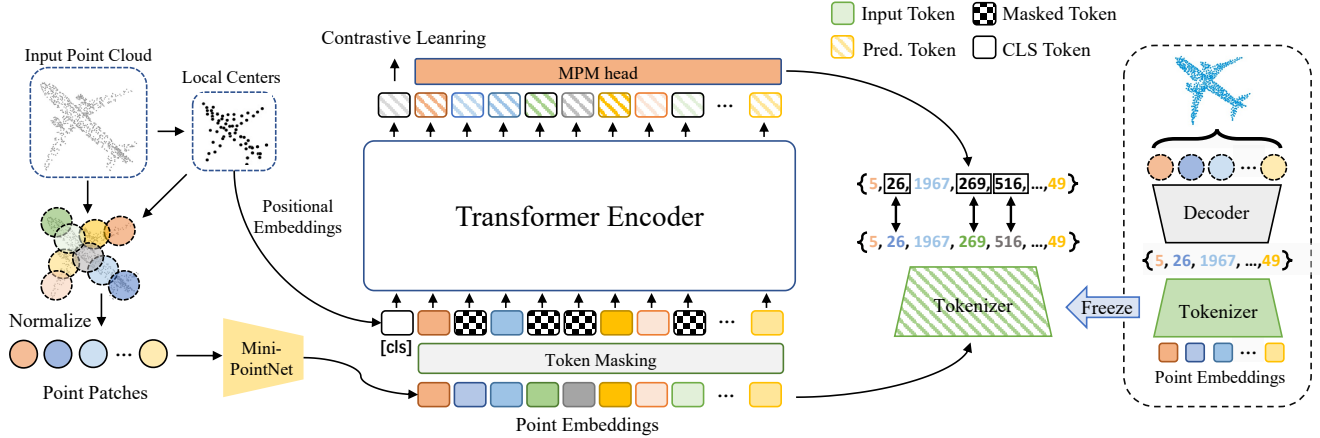 Input Token
Masked Token
Pred. Token
CLS Token
Contrastive Leanring
Input Point Cloud
Local Centers
MPM head
...
Positional
Embeddings
Transformer Encoder
{5, 26, 1967, 269, 516, ...,49}
{5, 26, 1967, 269, 516, ...,49}
Tokenizer
Freeze
...
Decoder
{5, 26, 1967, ...,49}
Tokenizer
...
Point Embeddings
Normalize
...
Point Patches
Mini-
PointNet
[cls]
...
Token Masking
...
Point Embeddings